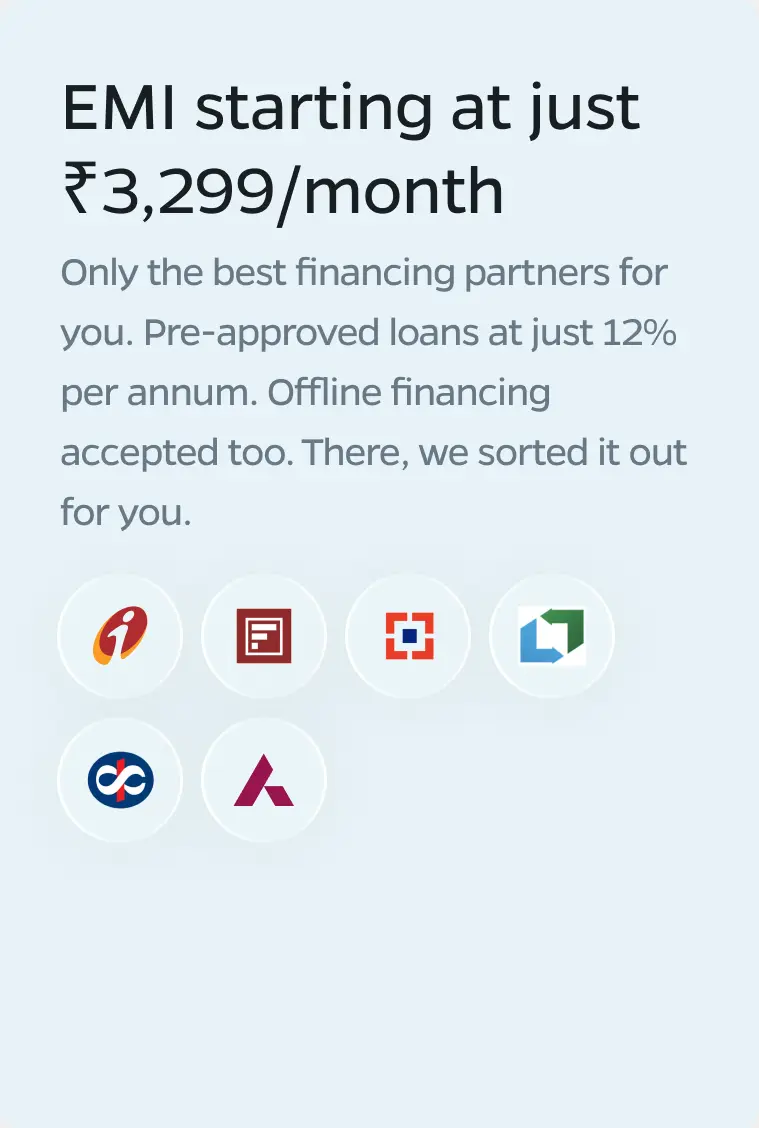 EMI starting at just
₹3,299/month
Only the best financing partners for
you. Pre-approved loans at just 12%
per annum. Offline financing
accepted too. There, we sorted it out
for you.